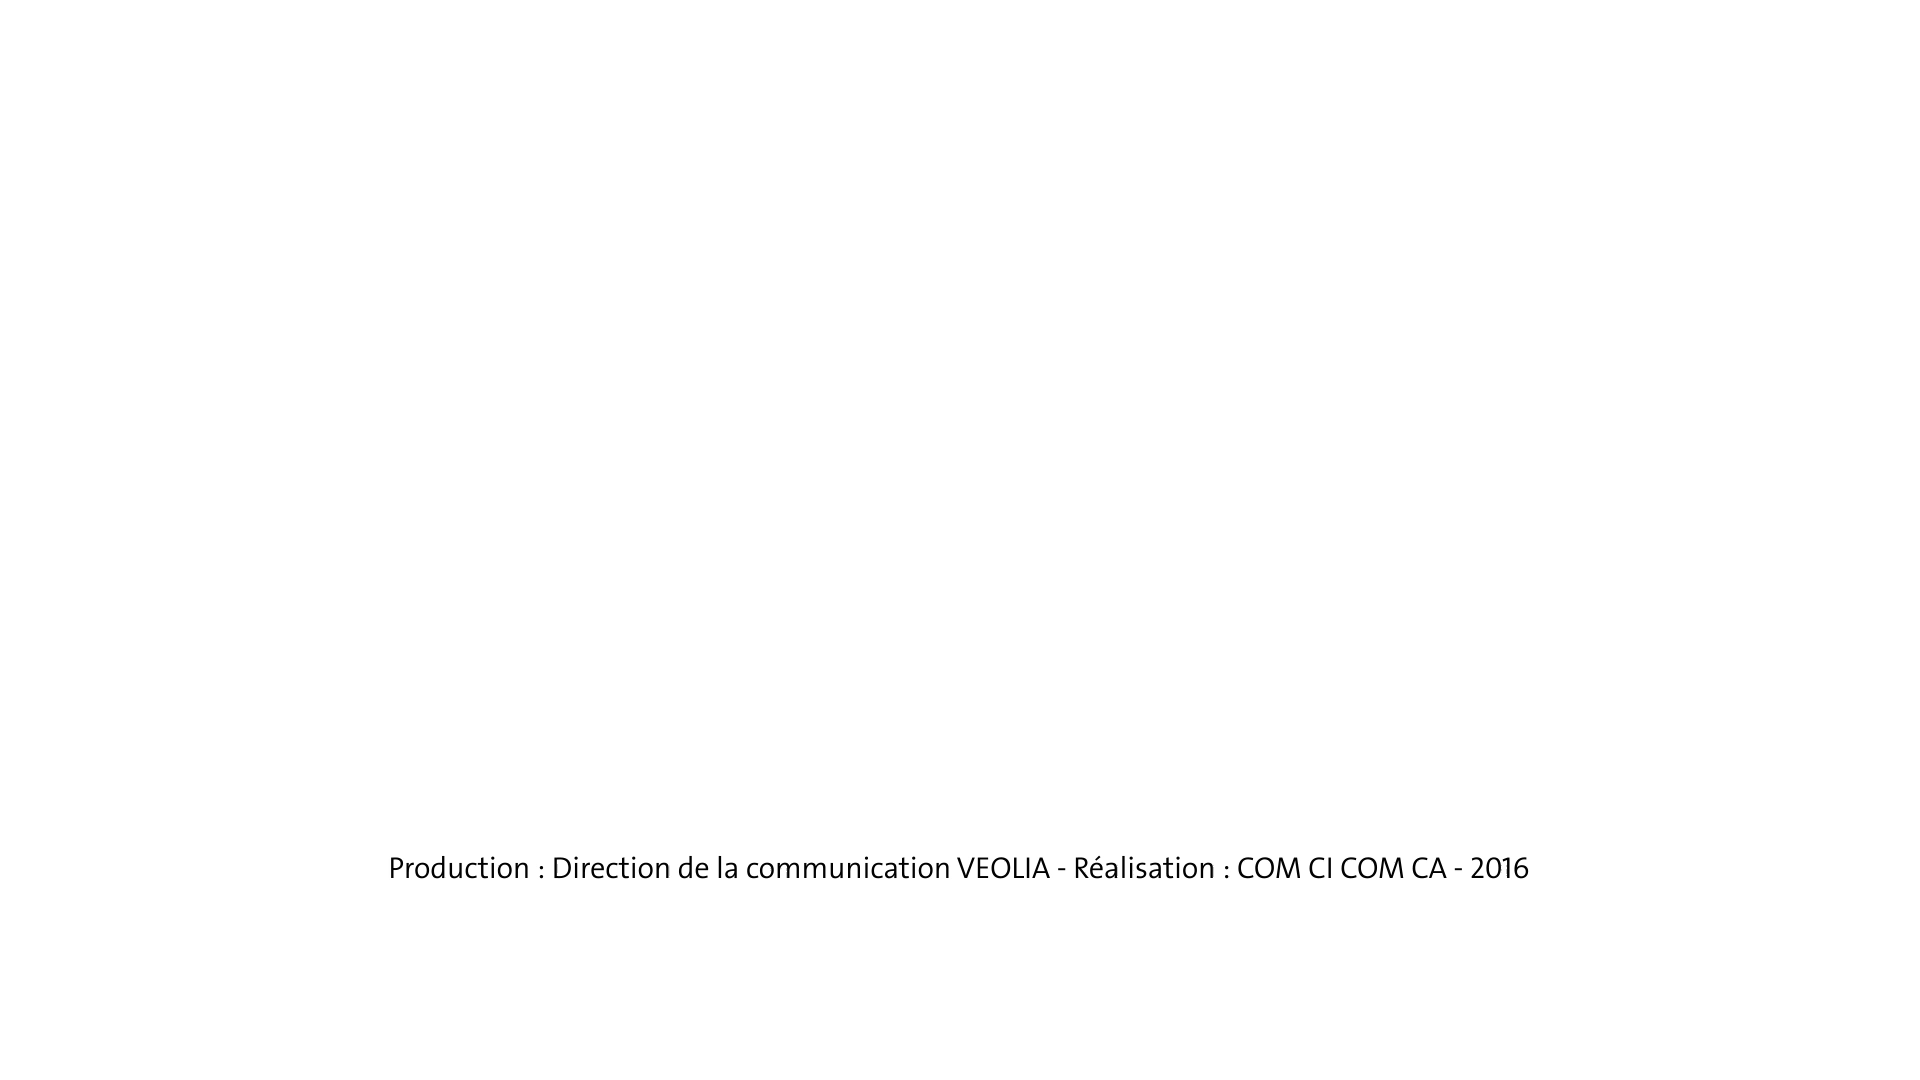 Production : Direction de la communication VEOLIA - Réalisation : COM CI COM CA - 2016